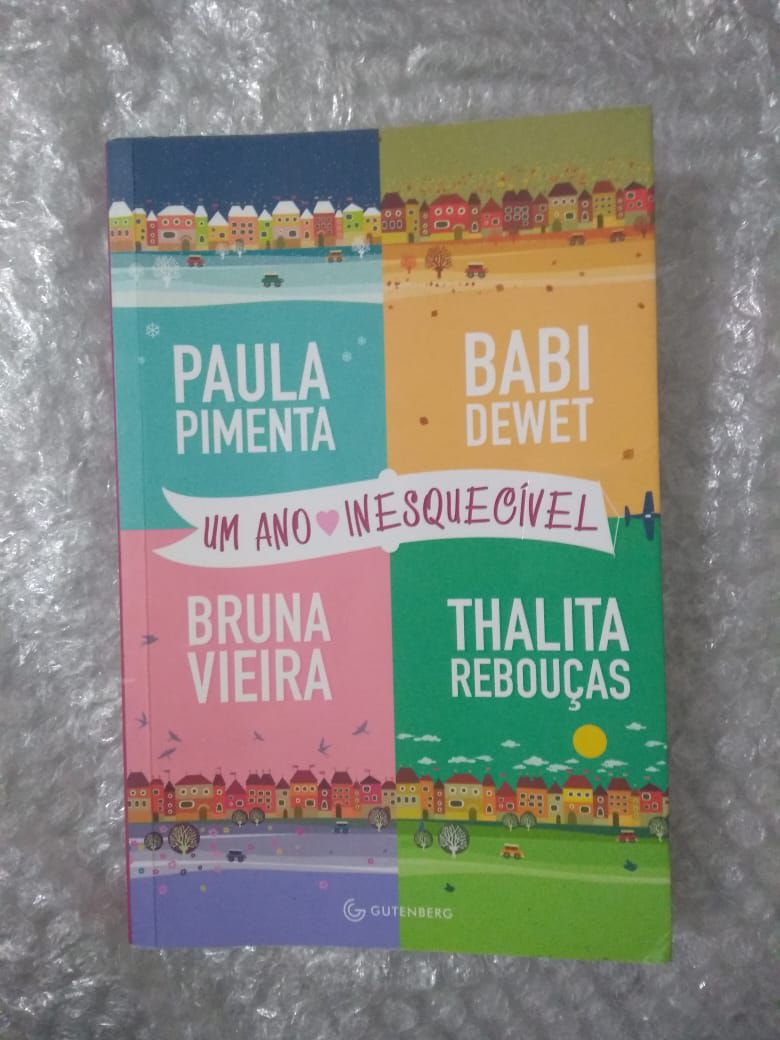 PAULA
PIMENTA
BABI
DEWET
UM ANO INESQUECÍVEL
BRUNA
VIEIRA
THALITA
REBOUÇAS
GUTENBERG